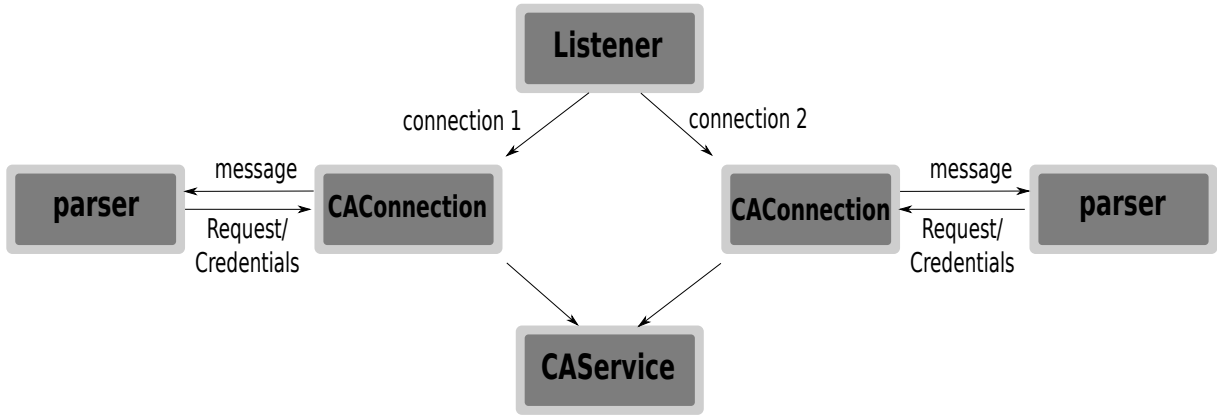 Listener
connection 1
connection 2
message
message
parser
CAConnection
CAConnection
parser
Request/
Credentials
Request/
Credentials
CAService